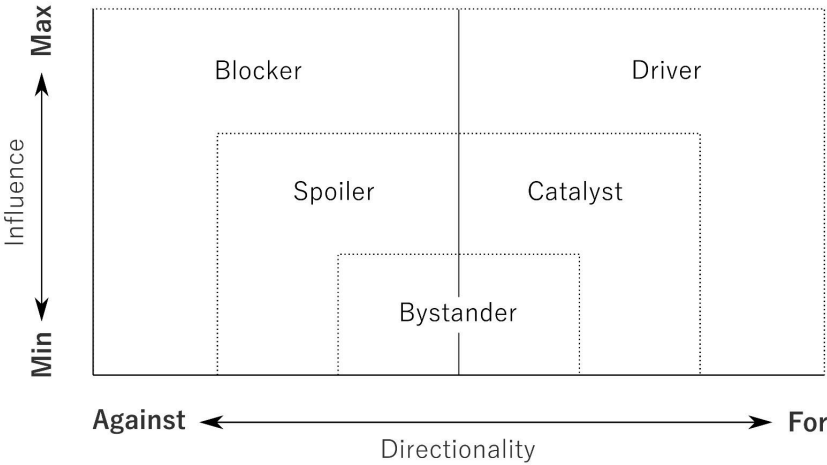 Max
Blocker
Driver
Influence
Spoiler
Catalyst
Bystander
Min
Against
For
Directionality